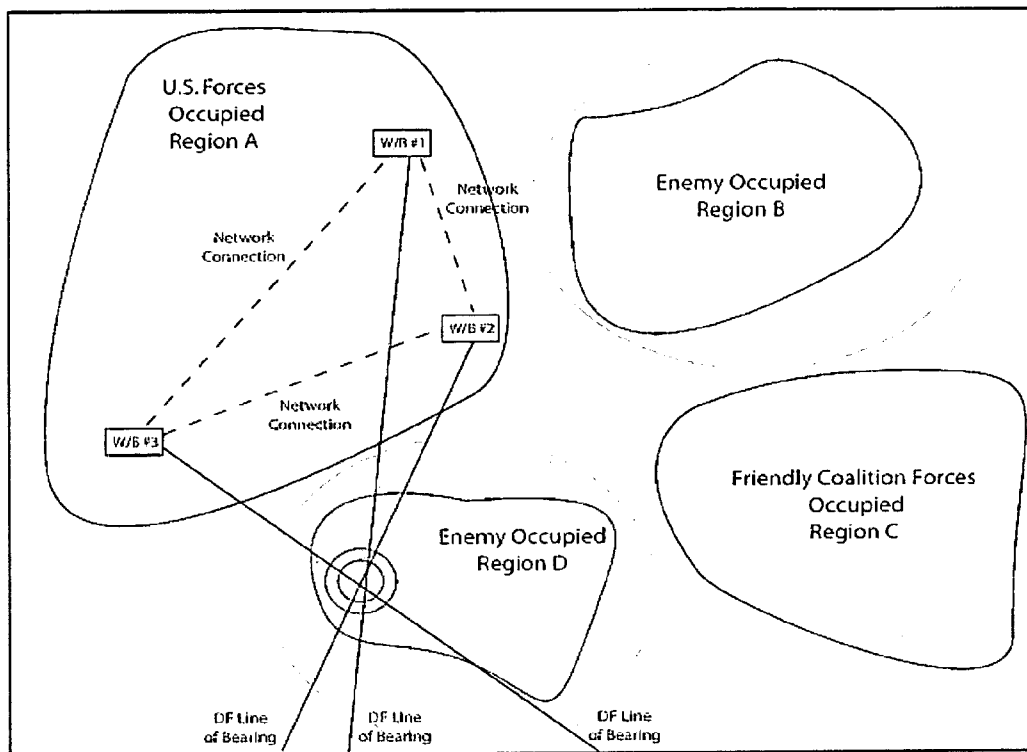 U.S. Forces
Occupied
Region A
W/B #1
Network
Connection
Enemy Occupied
Region B
Network
Connection
W/B #2
Network
Connection
W/B #3
Friendly Coalition Forces
Occupied
Region C
Enemy Occupied
Region D
DF Line
of Bearing
DF Line
of Bearing
DF Line
of Bearing